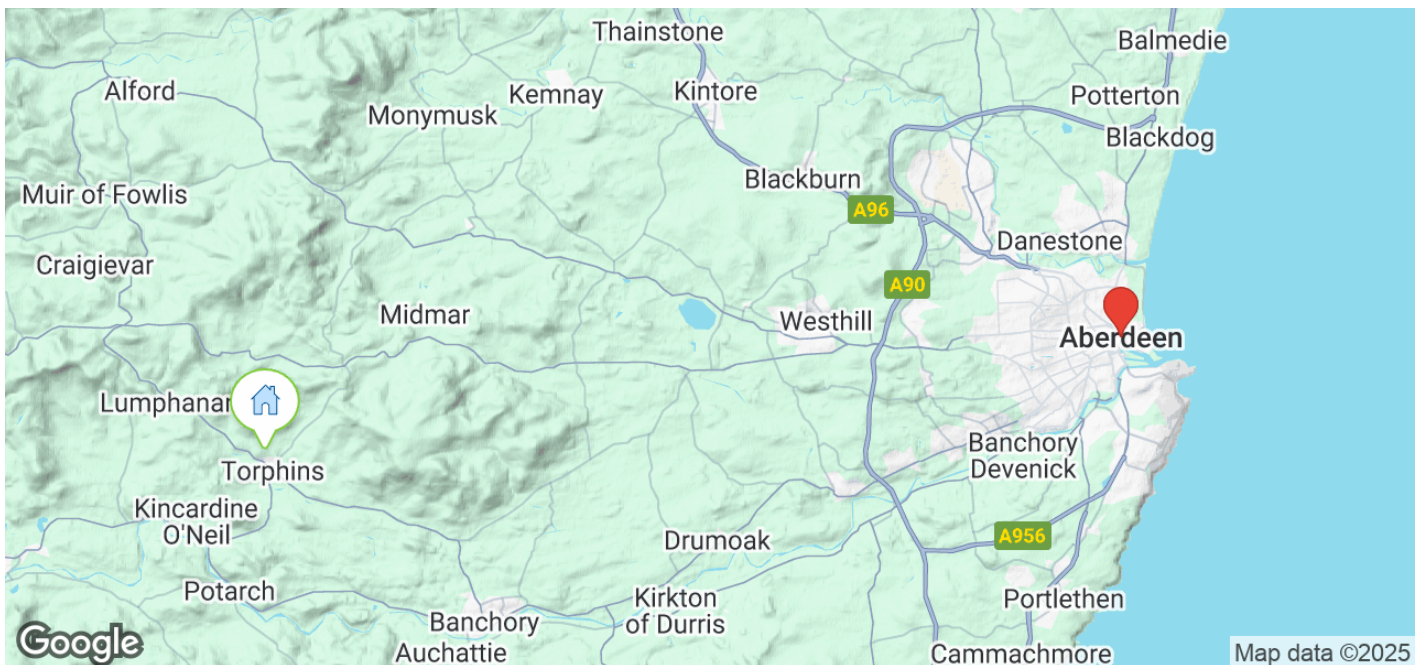 Thainstone
Balmedie
Alford
Kemnay
Kintore
Potterton
Monymusk
Blackdog
Blackburn
Muir of Fowlis
A96
Danestone
Craigievar
A90
Midmar
Westhill
Aberdeen
Lumphanan
Banchory
Devenick
Torphins
Kincardine
O'Neil
A956
Drumoak
Potarch
Kirkton
of Durris
Portlethen
Banchory
Auchattie
Cammachmore
Google
Map data ©2025